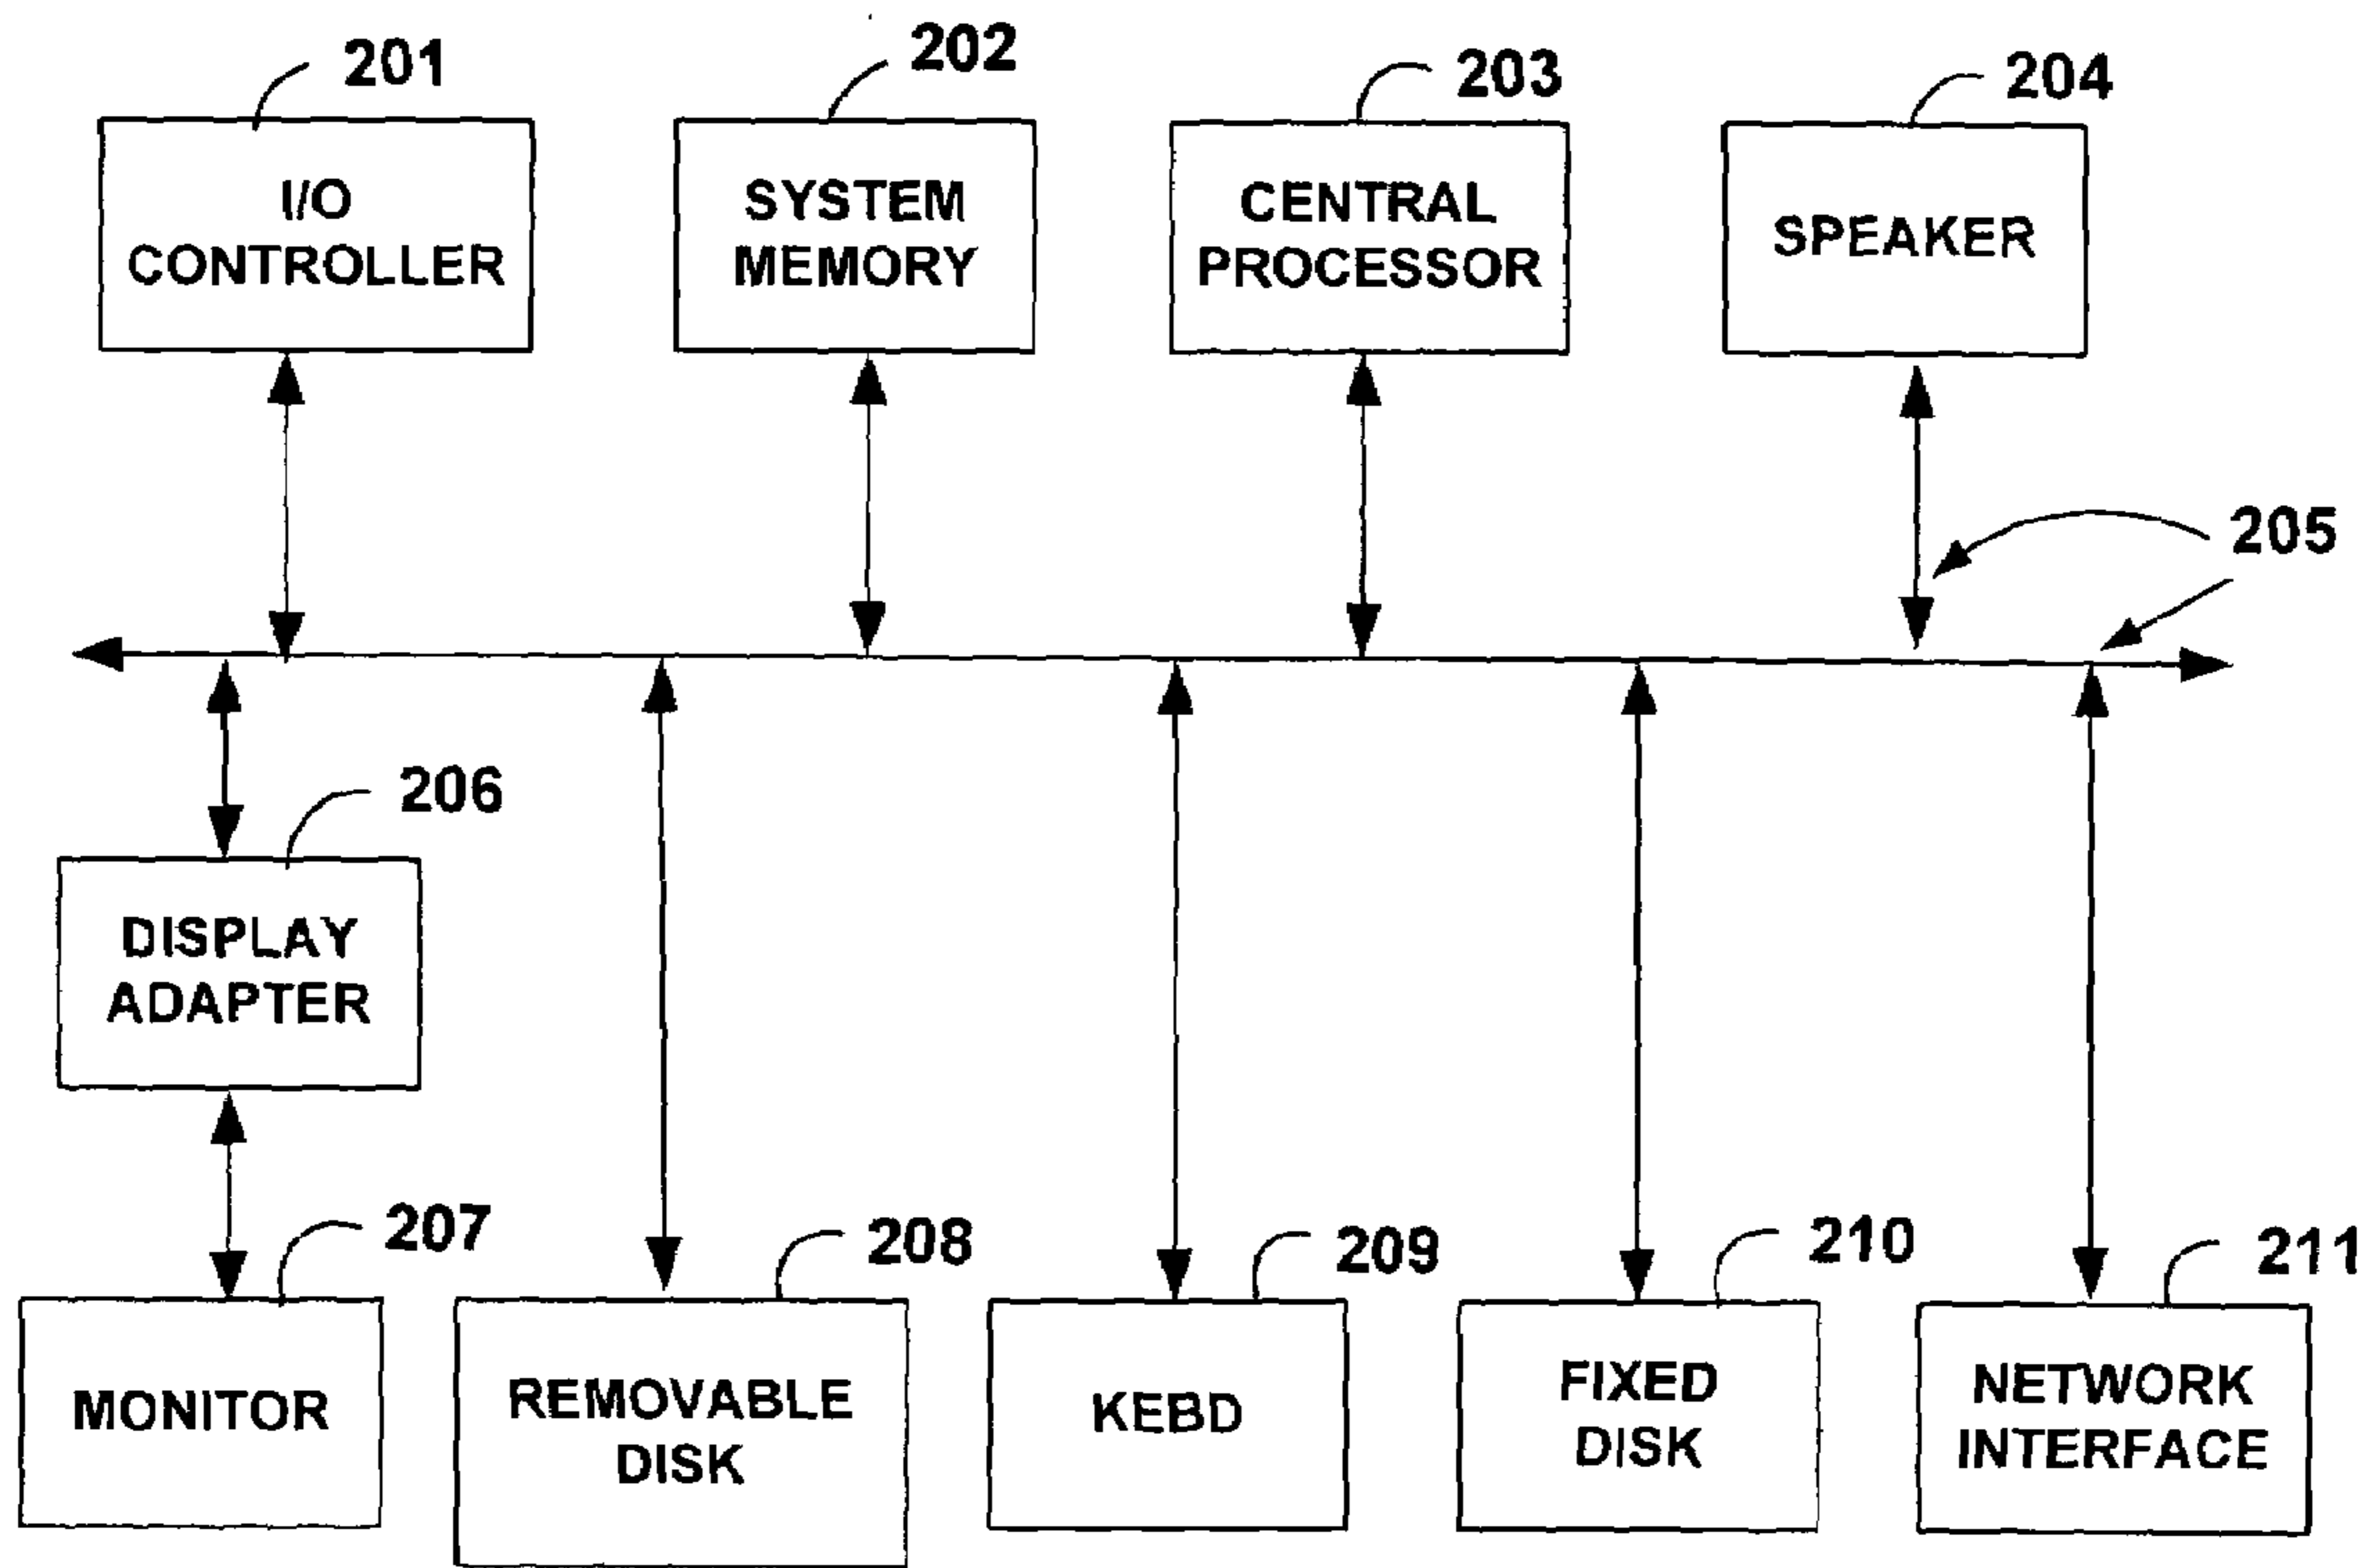 201
202
203
204
I/O
CONTROLLER
SYSTEM
MEMORY
CENTRAL
PROCESSOR
SPEAKER
205
206
DISPLAY
ADAPTER
207
208
209
210
211
MONITOR
REMOVABLE
DISK
KEBD
FIXED
DISK
NETWORK
INTERFACE